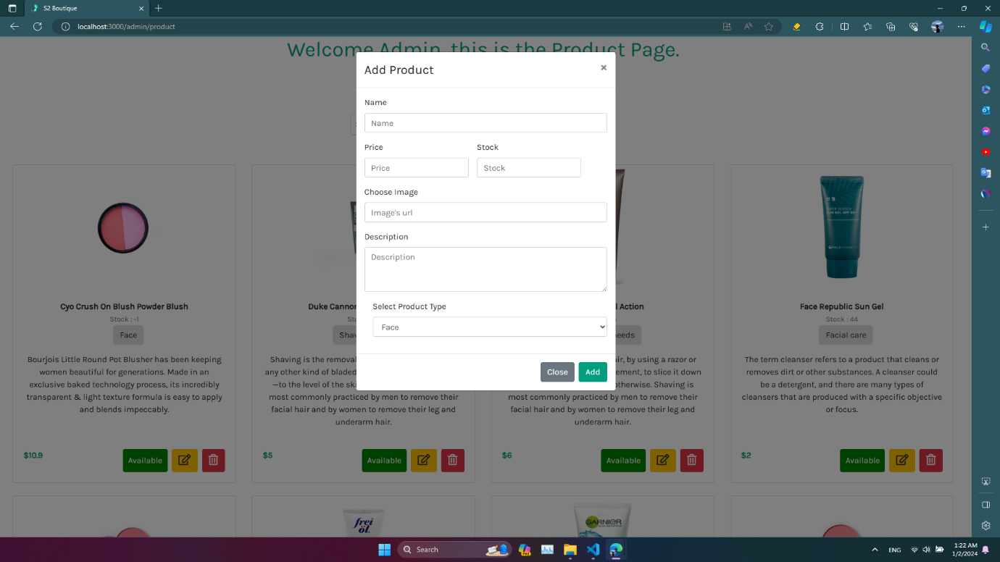 S2 Boutique
localhost:3000/admin/product
Welcome Admin, this is the Product Page.
Add Product
×
Name
Name
Price
Stock
Price
Stock
Choose Image
Image's url
Description
Description
Select Product Type
Face
Close
Add
Cyo Crush On Blush Powder Blush
Stock : -1
Face
Bourjois Little Round Pot Blusher has been keeping
women beautiful for generations. Made in an
exclusive baked technology process, its incredibly
transparent & light texture formula is easy to apply
and blends impeccably.
$10.9
Available
Duke Cannon
Shaving is the removal
any other kind of bladed
—to the level of the
most commonly practiced by men to remove their
facial hair and by women to remove their leg and
underarm hair.
$5
Available
Action
needs
hair, by using a razor or
to slice it down
otherwise. Shaving is
most commonly practiced by men to remove their
facial hair and by women to remove their leg and
underarm hair.
$6
Available
SUN GEL
FACE REPUBLIC
Face Republic Sun Gel
Stock : 44
Facial care
The term cleanser refers to a product that cleans or
removes dirt or other substances. A cleanser could
be a detergent, and there are many types of
cleansers that are produced with a specific objective
or focus.
$2
Available
frei
öl.
GARNIER
Search
ENG
1:22 AM
1/2/2024